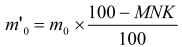 m'₀ = m₀ × (100 − MNK) / 100